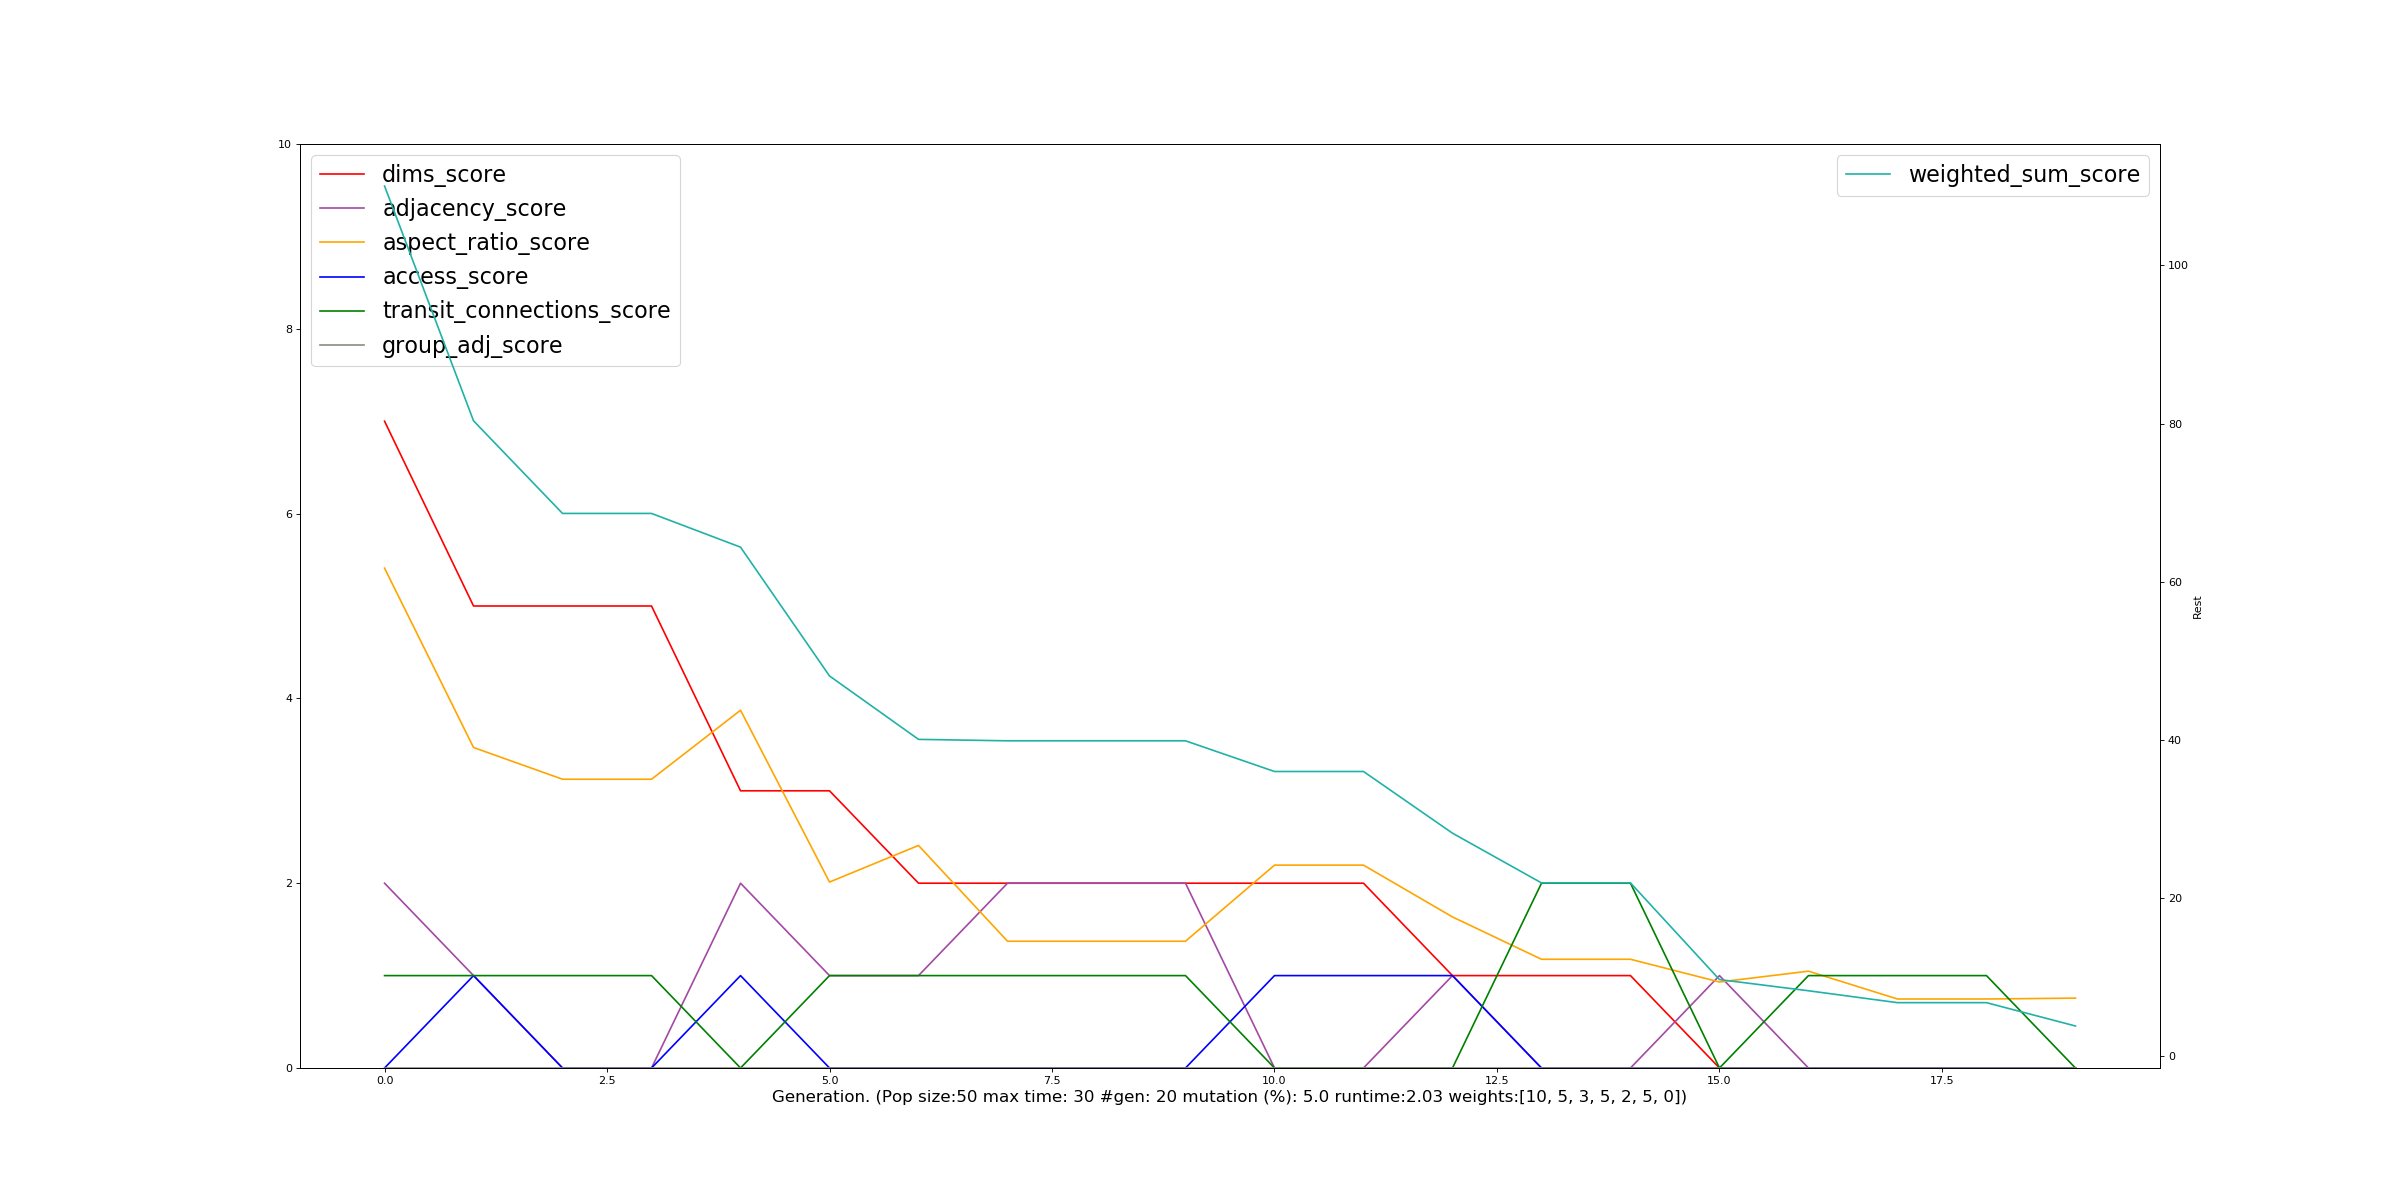 dims_score
adjacency_score
aspect_ratio_score
access_score
transit_connections_score
group_adj_score
weighted_sum_score
10
8
6
4
2
0
100
80
60
40
20
0
Rest
0.0 2.5 5.0 7.5 10.0 12.5 15.0 17.5
Generation. (Pop size:50 max time: 30 #gen: 20 mutation (%): 5.0 runtime:2.03 weights:[10, 5, 3, 5, 2, 5, 0])